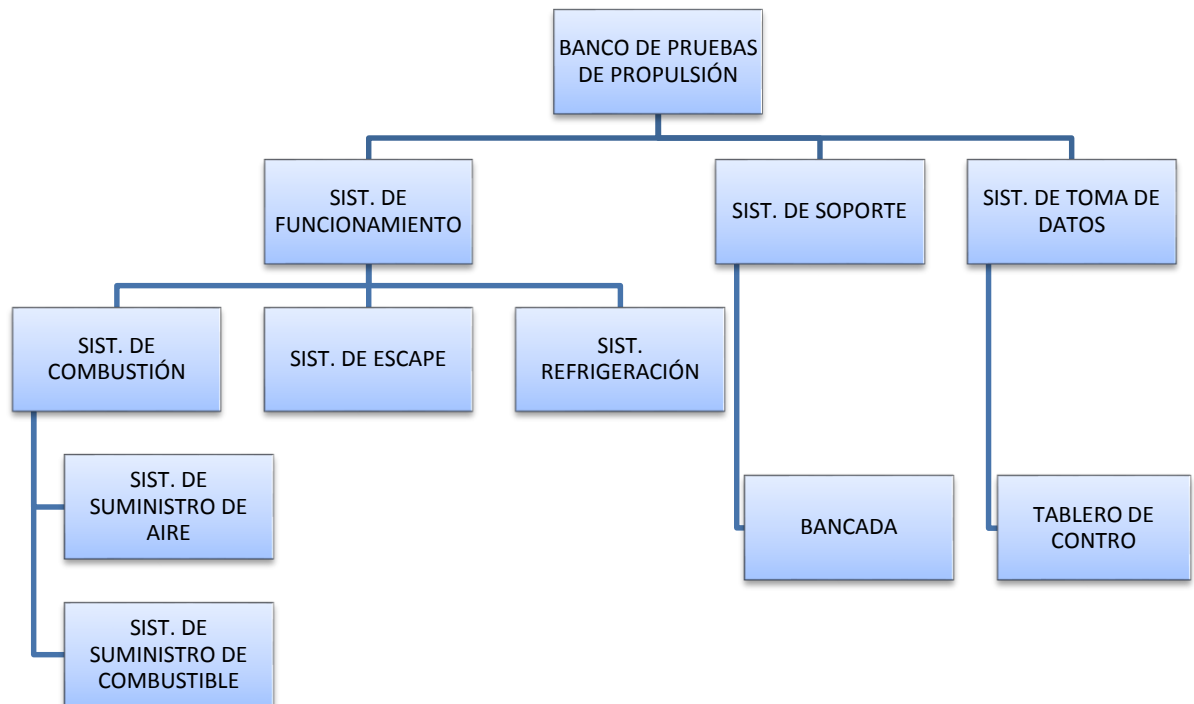 BANCO DE PRUEBAS
DE PROPULSIÓN
SIST. DE
FUNCIONAMIENTO
SIST. DE SOPORTE
SIST. DE TOMA DE
DATOS
SIST. DE
COMBUSTIÓN
SIST. DE ESCAPE
SIST.
REFRIGERACIÓN
SIST. DE
SUMINISTRO DE
AIRE
BANCADA
TABLERO DE
CONTRO
SIST. DE
SUMINISTRO DE
COMBUSTIBLE